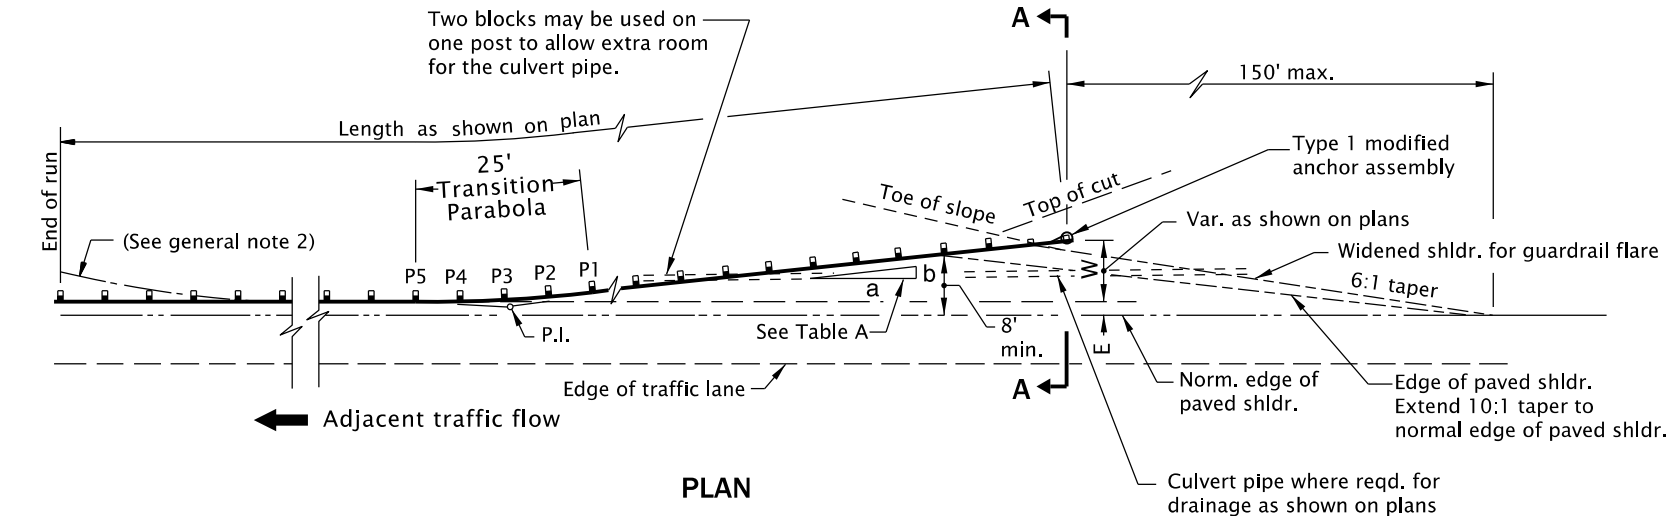 Two blocks may be used on
one post to allow extra room
for the culvert pipe.
A
150' max.
Length as shown on plan
25'
Transition
Parabola
End of run
(See general note 2)
P5
P4
P3
P2
P1
P.I.
Toe of slope
Top of cut
Type 1 modified
anchor assembly
Var. as shown on plans
Widened shldr. for guardrail flare
6:1 taper
W
b
a
See Table A
8'
min.
E
Edge of traffic lane
A
Norm. edge of
paved shldr.
Edge of paved shldr.
Extend 10:1 taper to
normal edge of paved shldr.
Adjacent traffic flow
Culvert pipe where reqd. for
drainage as shown on plans
PLAN